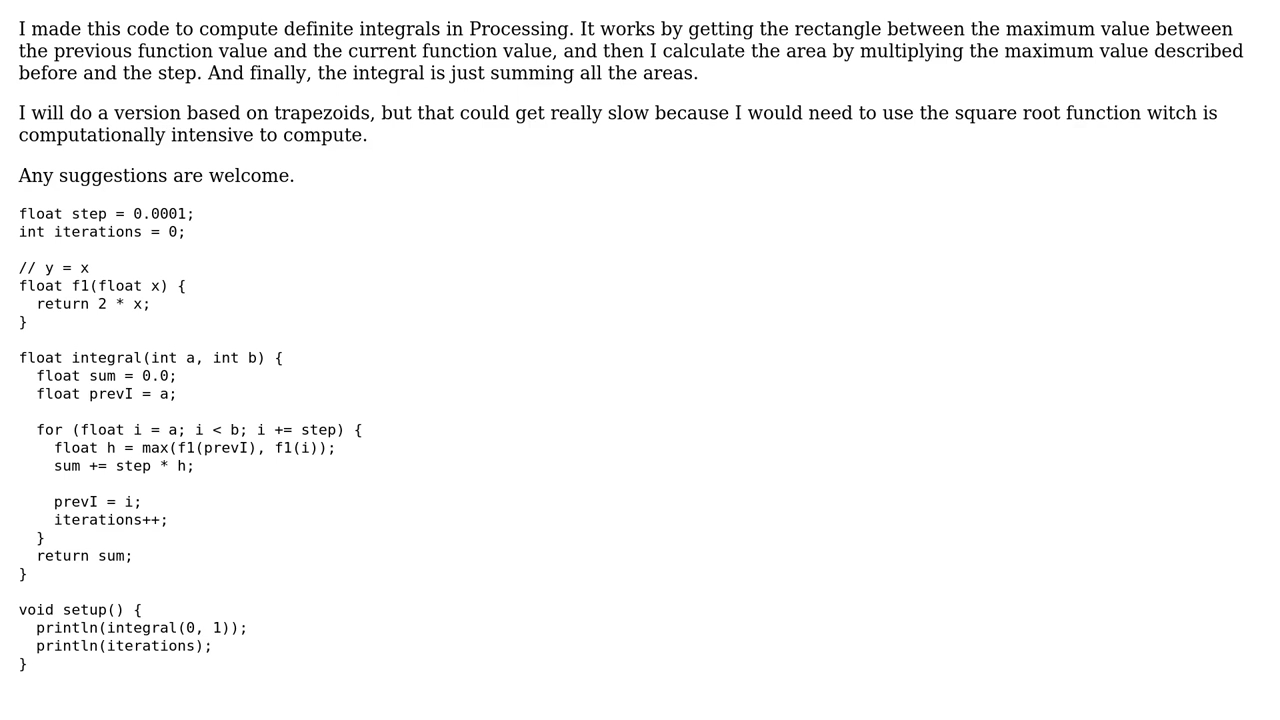 I made this code to compute definite integrals in Processing. It works by getting the rectangle between the maximum value between
the previous function value and the current function value, and then I calculate the area by multiplying the maximum value described
before and the step. And finally, the integral is just summing all the areas.

I will do a version based on trapezoids, but that could get really slow because I would need to use the square root function witch is
computationally intensive to compute.

Any suggestions are welcome.

float step = 0.0001;
int iterations = 0;

// y = x
float f1(float x) {
  return 2 * x;
}

float integral(int a, int b) {
  float sum = 0.0;
  float prevI = a;

  for (float i = a; i < b; i += step) {
    float h = max(f1(prevI), f1(i));
    sum += step * h;

    prevI = i;
    iterations++;
  }
  return sum;
}

void setup() {
  println(integral(0, 1));
  println(iterations);
}